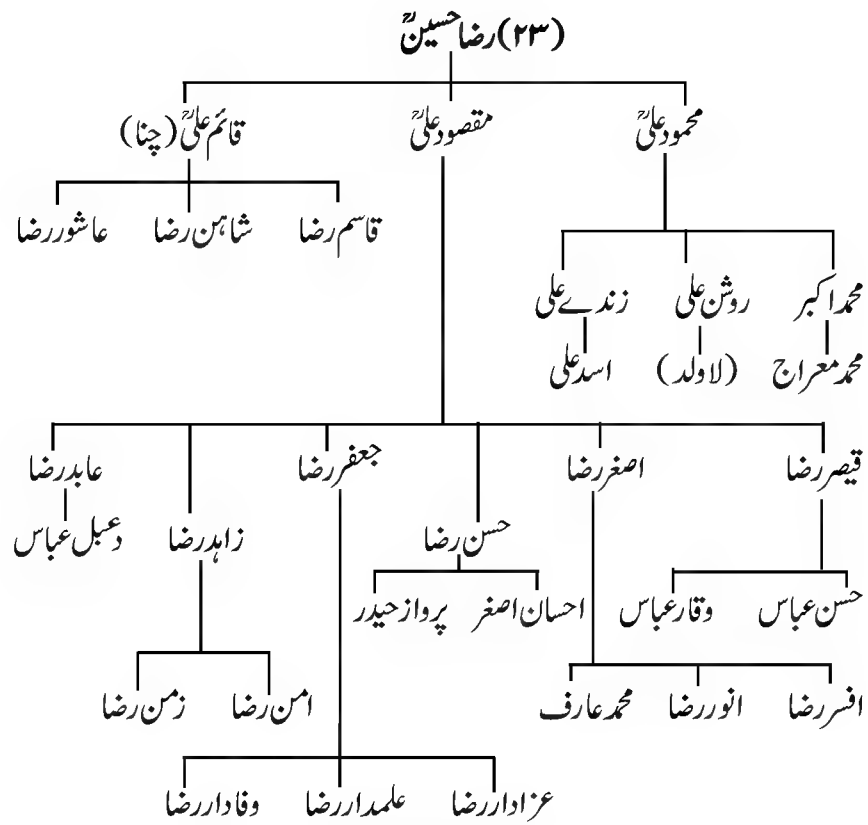 (۲۳) رضا حسینؒ
محمود علیؒ مقصود علیؒ قائم علیؒ (چنا)
قاسم رضا شاہن رضا عاشور رضا
محمد اکبر روشن علی زندے علی
محمد معراج (لاولد) اسد علی
قیصر رضا اصغر رضا جعفر رضا عابد رضا
حسن رضا زاہد رضا دعبل عباس
حسن عباس وقار عباس احسان اصغر پرواز حیدر
افسر رضا انور رضا محمد عارف امن رضا زمن رضا
عزادار رضا علمدار رضا وفادار رضا